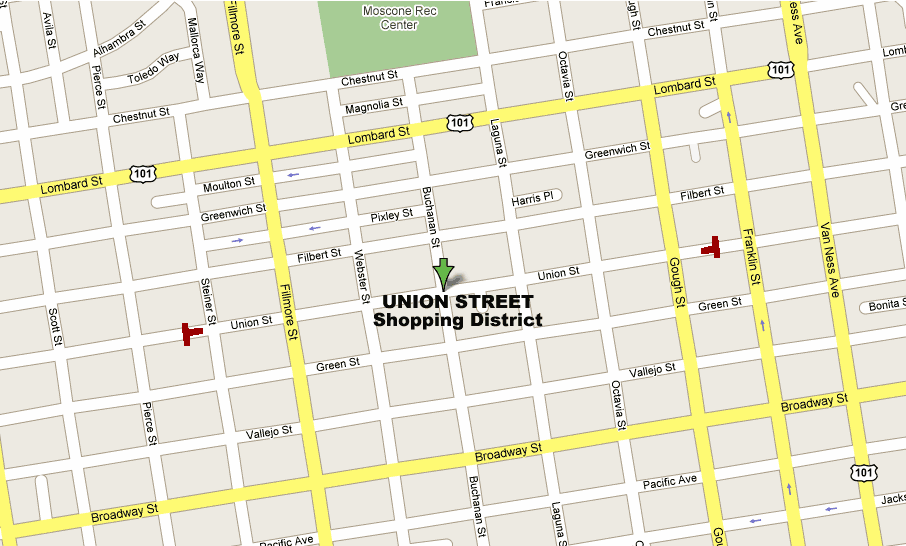 Moscone Rec
Center
Fillmore St
Avila St
Alhambra St
Mallorca Way
Toledo Way
Pierce St
Chestnut St
Chestnut St
Chestnut St
Magnolia St
Octavia St
Lombard St
101
Lombard St
101
Lombard St
101
Laguna St
Greenwich St
Moulton St
Greenwich St
Buchanan St
Harris Pl
Filbert St
Pixley St
Filbert St
Webster St
Franklin St
Van Ness Ave
Gough St
Union St
Steiner St
Fillmore St
UNION STREET
Shopping District
Green St
Bonita S
Scott St
Union St
Green St
Vallejo St
Octavia St
Broadway St
Pierce St
Vallejo St
Broadway St
101
Pacific Ave
Buchanan St
Laguna S
Broadway St
Jacks
Pacific Ave
Gou